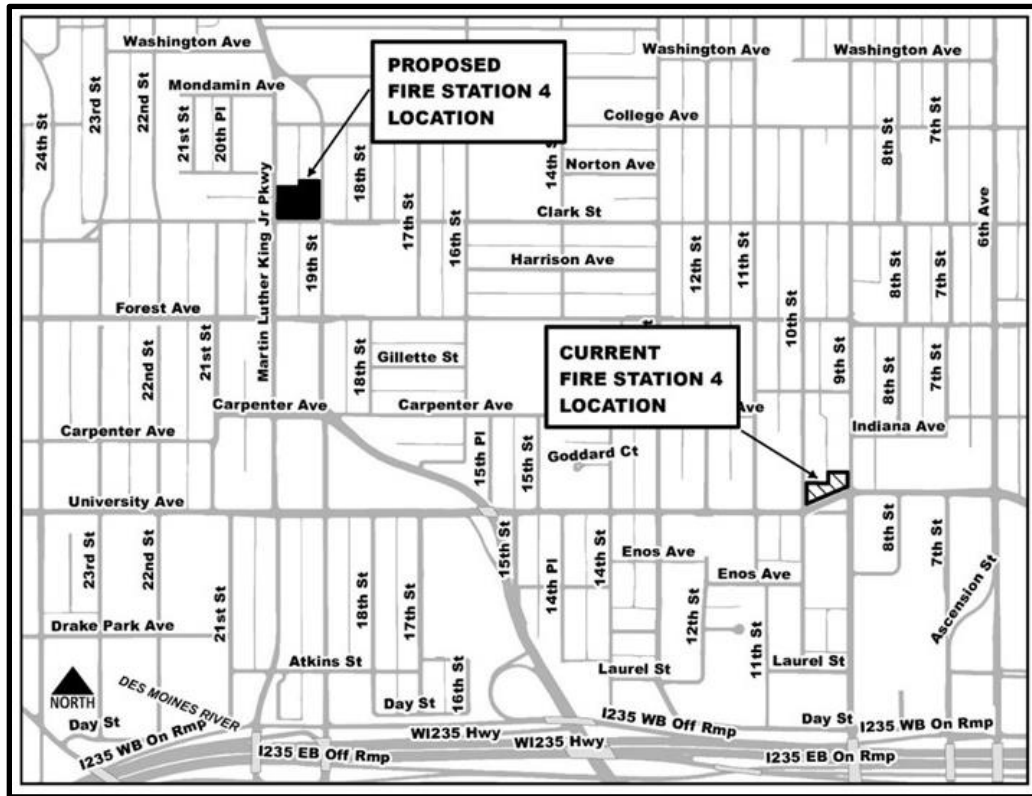 Washington Ave
Washington Ave
Washington Ave
PROPOSED
FIRE STATION 4
LOCATION
Mondamin Ave
24th St
23rd St
22nd St
21st St
20th Pl
Martin Luther King Jr Pkwy
College Ave
18th St
14th S
Norton Ave
8th St
7th St
Clark St
17th St
16th St
6th Ave
19th St
Harrison Ave
12th St
11th St
10th St
8th St
7th St
Forest Ave
22nd St
21st St
18th St
Gillette St
CURRENT
FIRE STATION 4
LOCATION
9th St
8th St
7th St
Carpenter Ave
Carpenter Ave
Ave
Carpenter Ave
Indiana Ave
15th Pl
15th St
Goddard Ct
University Ave
23rd St
22nd St
21st St
18th St
17th St
15th St
14th Pl
14th St
Enos Ave
Enos Ave
12th St
11th St
8th St
7th St
Ascension St
Drake Park Ave
Atkins St
16th St
Laurel St
Laurel St
NORTH
DES MOINES RIVER
Day St
Day St
Day St
I235 WB On Rmp
WI235 Hwy
WI235 Hwy
I235 WB Off Rmp
I235 WB On Rmp
I235 EB Off Rmp
I235 EB On Rmp